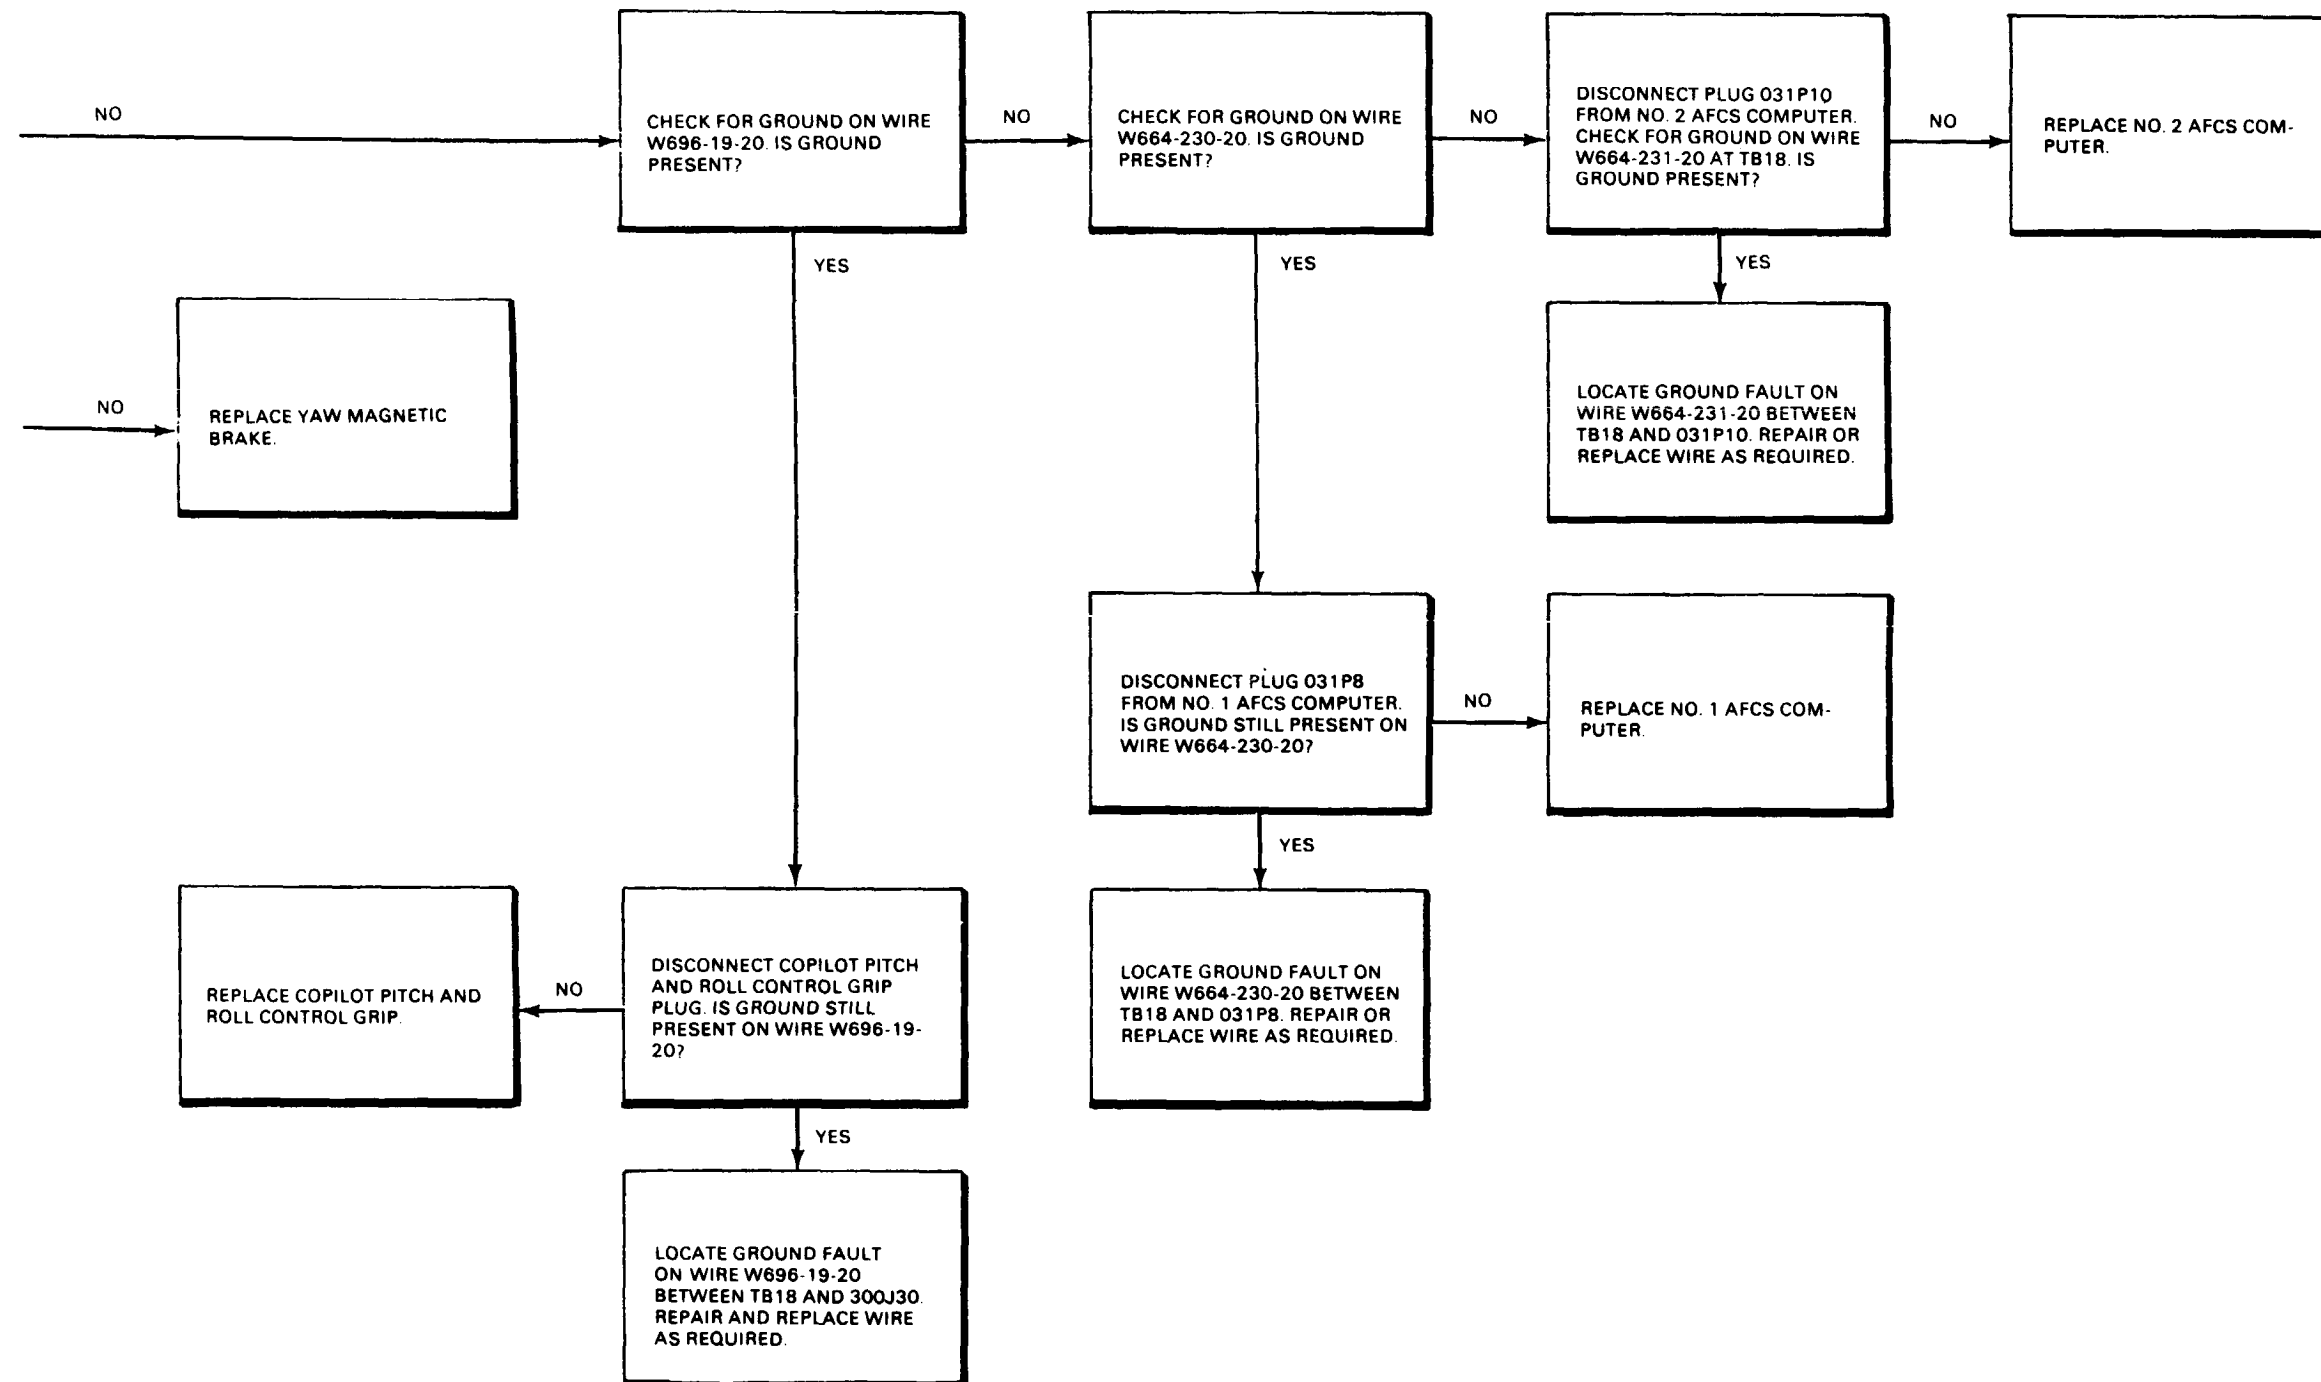 NO
CHECK FOR GROUND ON WIRE
W696-19-20. IS GROUND
PRESENT?
NO
CHECK FOR GROUND ON WIRE
W664-230-20. IS GROUND
PRESENT?
NO
DISCONNECT PLUG 031P10
FROM NO. 2 AFCS COMPUTER.
CHECK FOR GROUND ON WIRE
W664-231-20 AT TB18. IS
GROUND PRESENT?
NO
REPLACE NO. 2 AFCS COM-
PUTER.
YES
YES
YES
NO
REPLACE YAW MAGNETIC
BRAKE.
LOCATE GROUND FAULT ON
WIRE W664-231-20 BETWEEN
TB18 AND 031P10. REPAIR OR
REPLACE WIRE AS REQUIRED.
DISCONNECT PLUG 031P8
FROM NO. 1 AFCS COMPUTER.
IS GROUND STILL PRESENT ON
WIRE W664-230-20?
NO
REPLACE NO. 1 AFCS COM-
PUTER.
YES
REPLACE COPILOT PITCH AND
ROLL CONTROL GRIP.
NO
DISCONNECT COPILOT PITCH
AND ROLL CONTROL GRIP
PLUG. IS GROUND STILL
PRESENT ON WIRE W696-19-
20?
LOCATE GROUND FAULT ON
WIRE W664-230-20 BETWEEN
TB18 AND 031P8. REPAIR OR
REPLACE WIRE AS REQUIRED.
YES
LOCATE GROUND FAULT
ON WIRE W696-19-20
BETWEEN TB18 AND 300J30.
REPAIR AND REPLACE WIRE
AS REQUIRED.